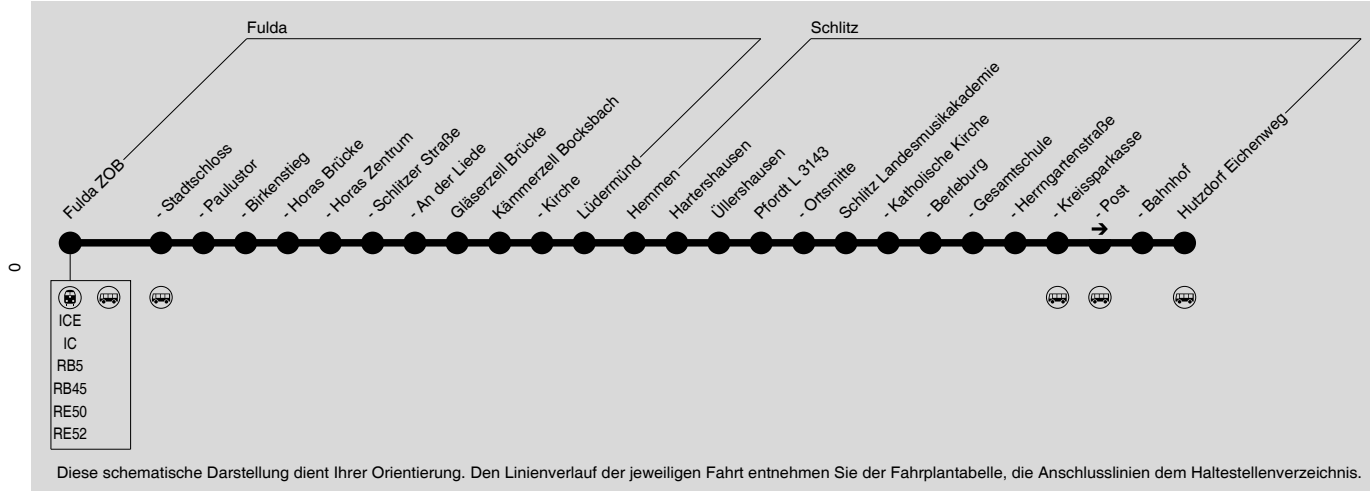 Fulda
Schlitz
Fulda ZOB
- Stadtschloss
- Paulustor
- Birkenstieg
- Horas Brücke
- Horas Zentrum
- Schlitzer Straße
- An der Liede
Gläserzell Brücke
Kämmerzell Bocksbach
- Kirche
Lüdermünd
Hemmen
Hartershausen
Üllershausen
Pfordt L 3143
- Ortsmitte
Schlitz Landesmusikakademie
- Katholische Kirche
- Berleburg
- Gesamtschule
- Herrngartenstraße
- Kreissparkasse
- Post
- Bahnhof
Hutzdorf Eichenweg
0
ICE
IC
RB5
RB45
RE50
RE52
Diese schematische Darstellung dient Ihrer Orientierung. Den Linienverlauf der jeweiligen Fahrt entnehmen Sie der Fahrplantabelle, die Anschlusslinien dem Haltestellenverzeichnis.